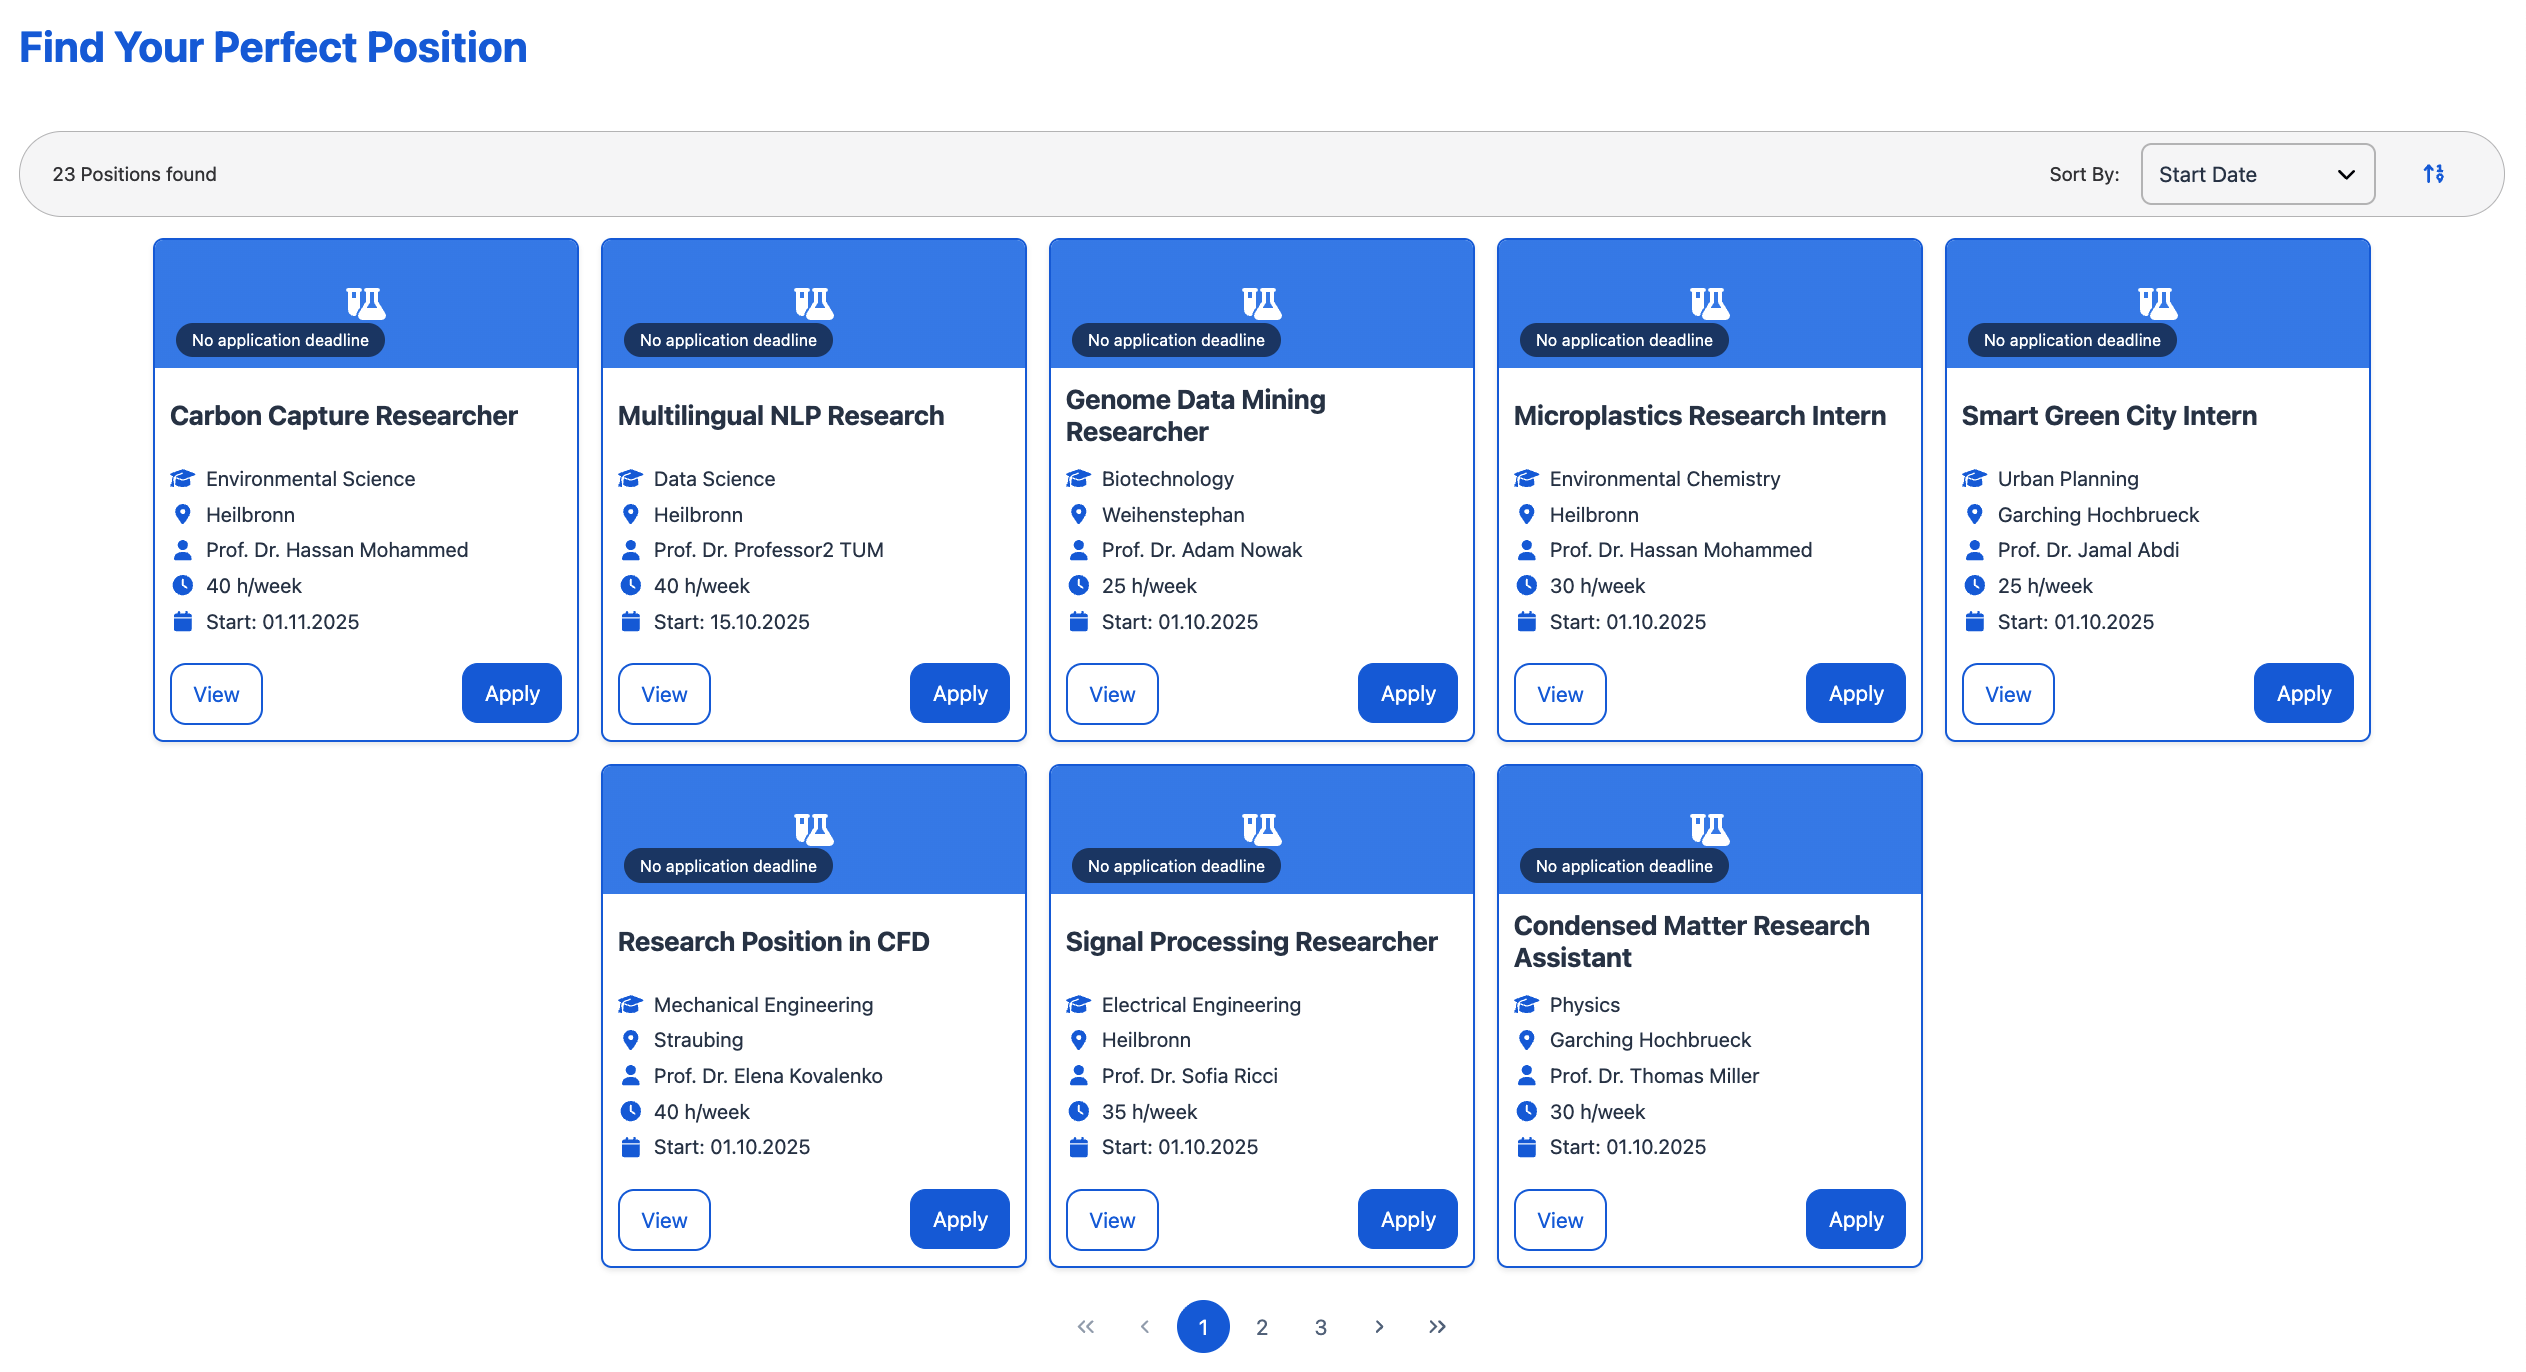 Find Your Perfect Position
23 Positions found
Sort By:
Start Date
No application deadline
Carbon Capture Researcher
Environmental Science
Heilbronn
Prof. Dr. Hassan Mohammed
40 h/week
Start: 01.11.2025
View
Apply
No application deadline
Multilingual NLP Research
Data Science
Heilbronn
Prof. Dr. Professor2 TUM
40 h/week
Start: 15.10.2025
View
Apply
No application deadline
Genome Data Mining
Researcher
Biotechnology
Weihenstephan
Prof. Dr. Adam Nowak
25 h/week
Start: 01.10.2025
View
Apply
No application deadline
Microplastics Research Intern
Environmental Chemistry
Heilbronn
Prof. Dr. Hassan Mohammed
30 h/week
Start: 01.10.2025
View
Apply
No application deadline
Smart Green City Intern
Urban Planning
Garching Hochbrueck
Prof. Dr. Jamal Abdi
25 h/week
Start: 01.10.2025
View
Apply
No application deadline
Research Position in CFD
Mechanical Engineering
Straubing
Prof. Dr. Elena Kovalenko
40 h/week
Start: 01.10.2025
View
Apply
No application deadline
Signal Processing Researcher
Electrical Engineering
Heilbronn
Prof. Dr. Sofia Ricci
35 h/week
Start: 01.10.2025
View
Apply
No application deadline
Condensed Matter Research
Assistant
Physics
Garching Hochbrueck
Prof. Dr. Thomas Miller
30 h/week
Start: 01.10.2025
View
Apply
1 2 3